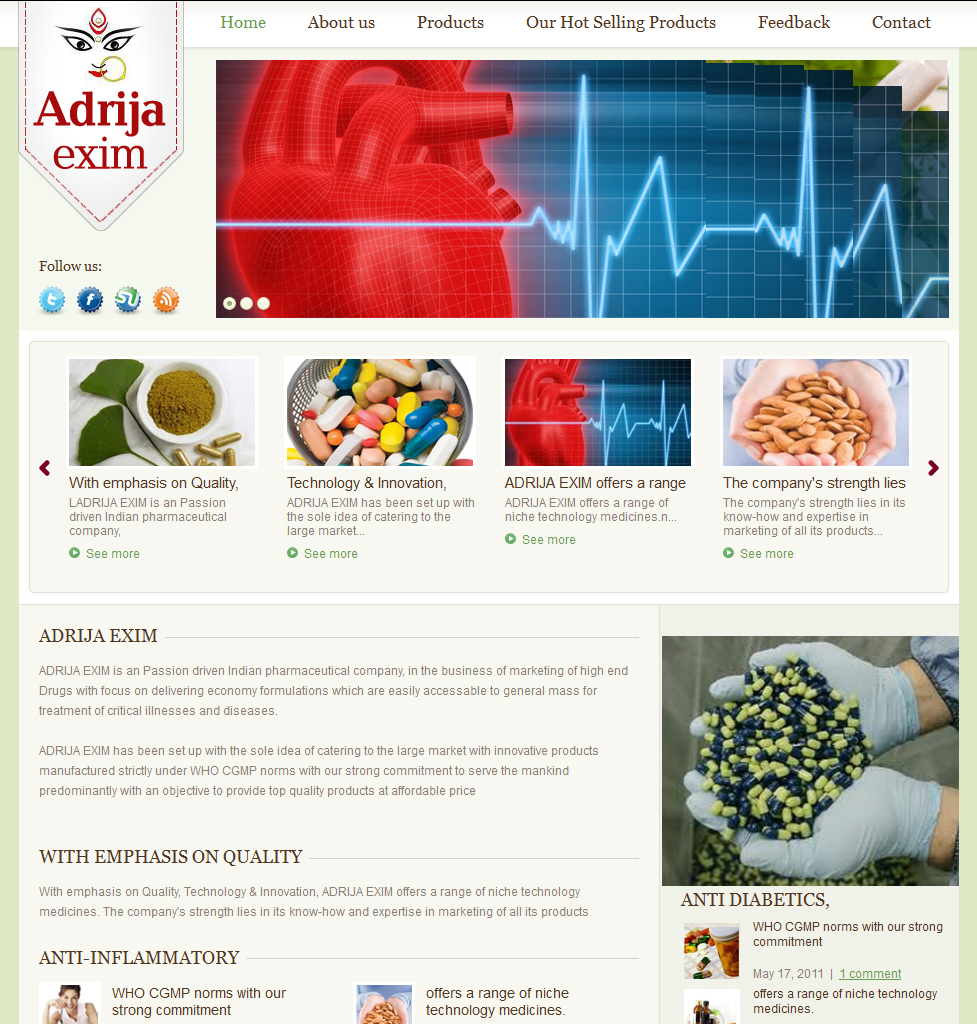 Home About us Products Our Hot Selling Products Feedback Contact
Adrija
exim
Follow us:
With emphasis on Quality,
LADRIJA EXIM is an Passion
driven Indian pharmaceutical
company,
See more
Technology & Innovation,
ADRIJA EXIM has been set up with
the sole idea of catering to the
large market...
See more
ADRIJA EXIM offers a range
ADRIJA EXIM offers a range of
niche technology medicines.n...
See more
The company's strength lies
The company's strength lies in its
know-how and expertise in
marketing of all its products...
See more
ADRIJA EXIM
ADRIJA EXIM is an Passion driven Indian pharmaceutical company, in the business of marketing of high end
Drugs with focus on delivering economy formulations which are easily accessable to general mass for
treatment of critical illnesses and diseases.
ADRIJA EXIM has been set up with the sole idea of catering to the large market with innovative products
manufactured strictly under WHO CGMP norms with our strong commitment to serve the mankind
predominantly with an objective to provide top quality products at affordable price
WITH EMPHASIS ON QUALITY
With emphasis on Quality, Technology & Innovation, ADRIJA EXIM offers a range of niche technology
medicines. The company's strength lies in its know-how and expertise in marketing of all its products
ANTI-INFLAMMATORY
WHO CGMP norms with our
strong commitment
offers a range of niche
technology medicines.
ANTI DIABETICS,
WHO CGMP norms with our strong
commitment
May 17, 2011 | 1 comment
offers a range of niche technology
medicines.